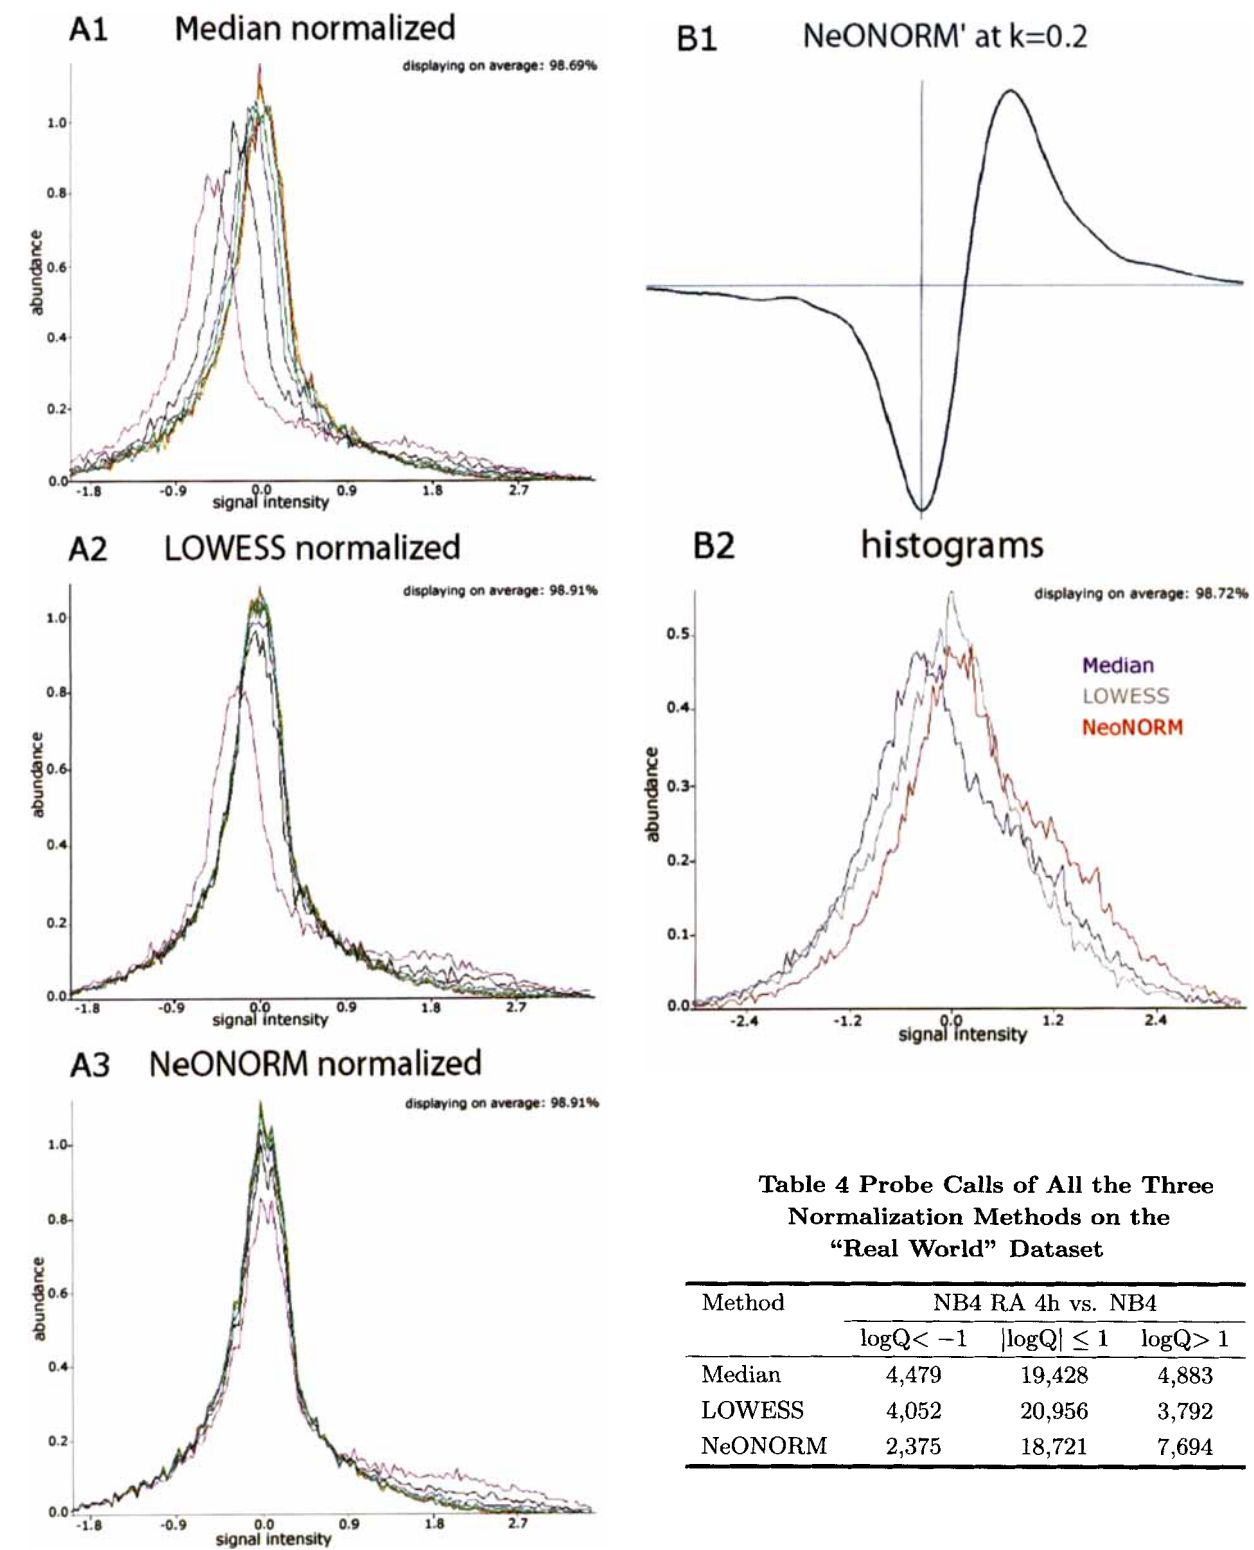 A1 Median normalized
displaying on average: 98.69%
1.0
0.8
0.6
0.4
0.2
0.0
abundance
-1.8 -0.9 0.0 0.9 1.8 2.7
signal intensity
A2 LOWESS normalized
displaying on average: 98.91%
1.0
0.8
0.6
0.4
0.2
0.0
abundance
-1.8 -0.9 0.0 0.9 1.8 2.7
signal intensity
A3 NeONORM normalized
displaying on average: 98.91%
1.0
0.8
0.6
0.4
0.2
0.0
abundance
-1.8 -0.9 0.0 0.9 1.8 2.7
signal intensity
B1 NeONORM' at k=0.2
B2 histograms
displaying on average: 98.72%
Median
LOWESS
NeoNORM
0.5
0.4
0.3
0.2
0.1
0.0
abundance
-2.4 -1.2 0.0 1.2 2.4
signal intensity
Table 4 Probe Calls of All the Three
Normalization Methods on the
“Real World” Dataset
Method NB4 RA 4h vs. NB4
logQ< −1 |logQ| ≤ 1 logQ> 1
Median 4,479 19,428 4,883
LOWESS 4,052 20,956 3,792
NeONORM 2,375 18,721 7,694